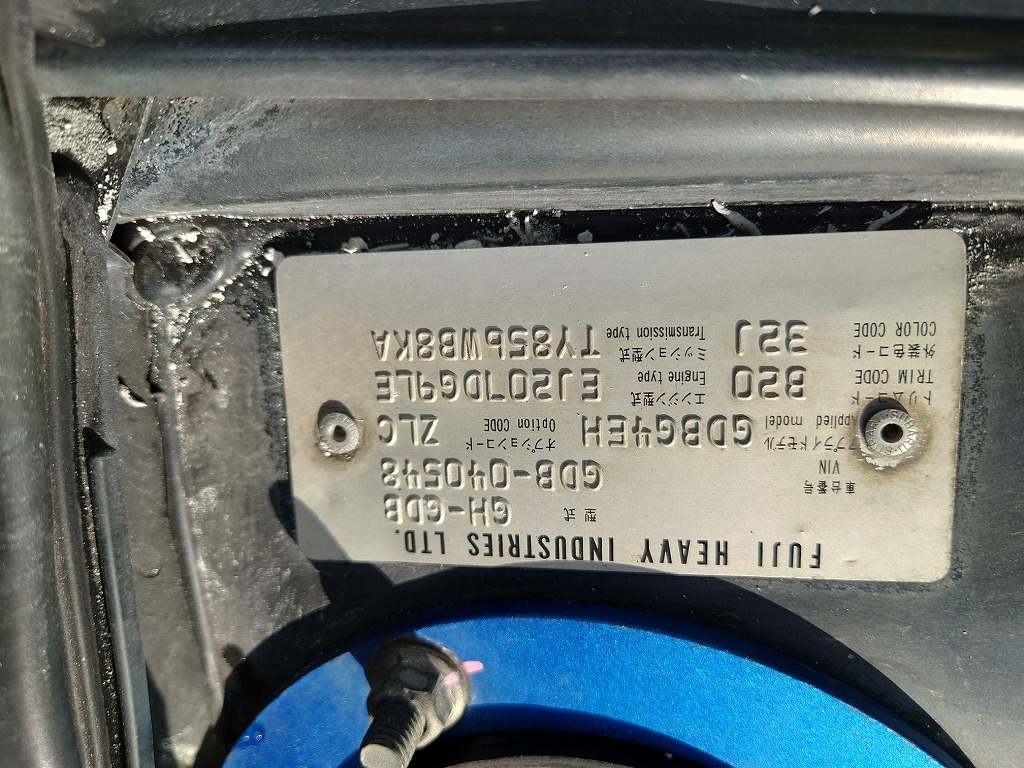 FUJI HEAVY INDUSTRIES LTD.
型式 GH-GDB
車台番号 VIN GDB-040548
アプライドモデル Applied model GDBG4EH オプションコード Option CODE ZLC
トリムコード TRIM CODE B20 エンジン型式 Engine type EJ207DG9LE
外装色コード COLOR CODE 32J ミッション型式 Transmission type TY856WB8KA